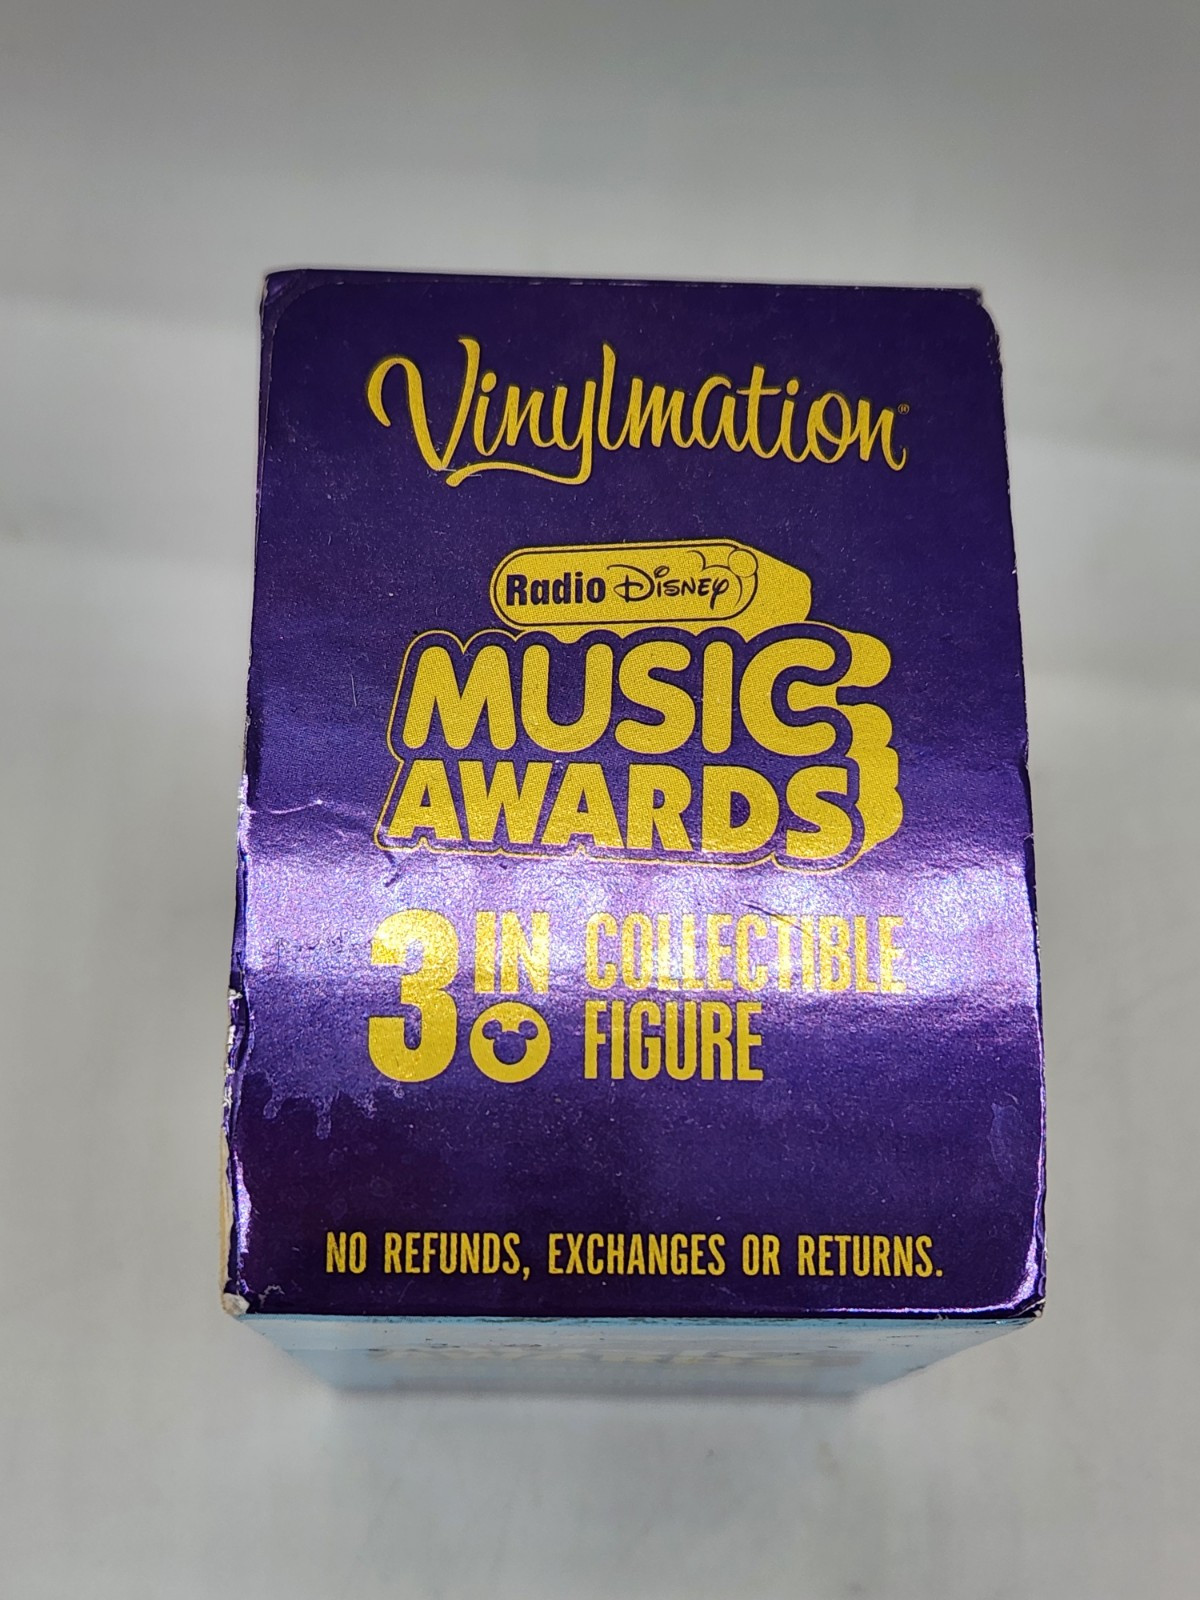 Vinylmation®
Radio Disney
MUSIC
AWARDS
3 IN COLLECTIBLE
FIGURE
NO REFUNDS, EXCHANGES OR RETURNS.